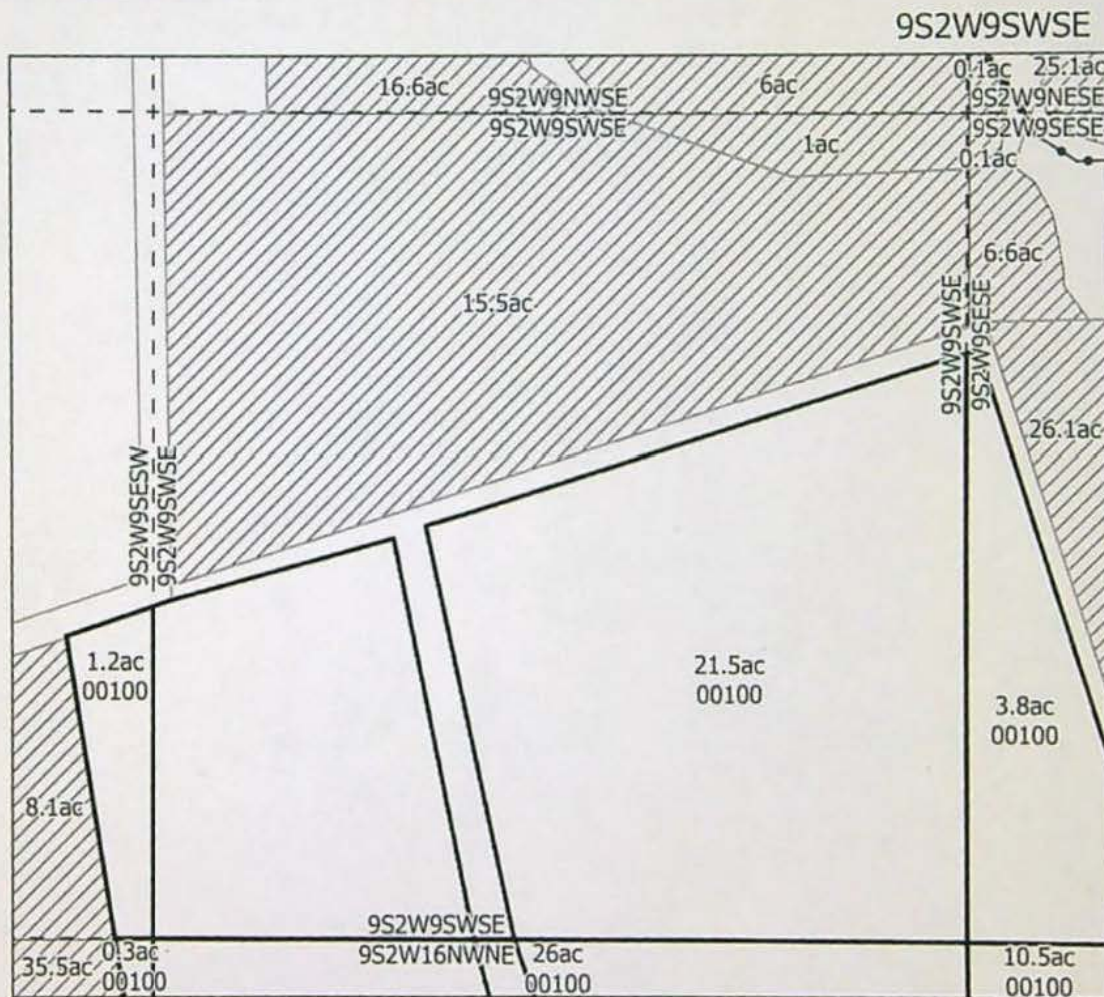 9S2W9SWSE
16.6ac
9S2W9NWSE
9S2W9SWSE
6ac
0.1ac
25.1ac
9S2W9NESE
9S2W9SESE
1ac
0.1ac
6.6ac
15.5ac
9S2W9SWSE
9S2W9SESE
26.1ac
9S2W9SESW
9S2W9SWSE
1.2ac
00100
21.5ac
00100
3.8ac
00100
8.1ac
9S2W9SWSE
9S2W16NWNE
0.3ac
00100
26ac
00100
10.5ac
00100
35.5ac